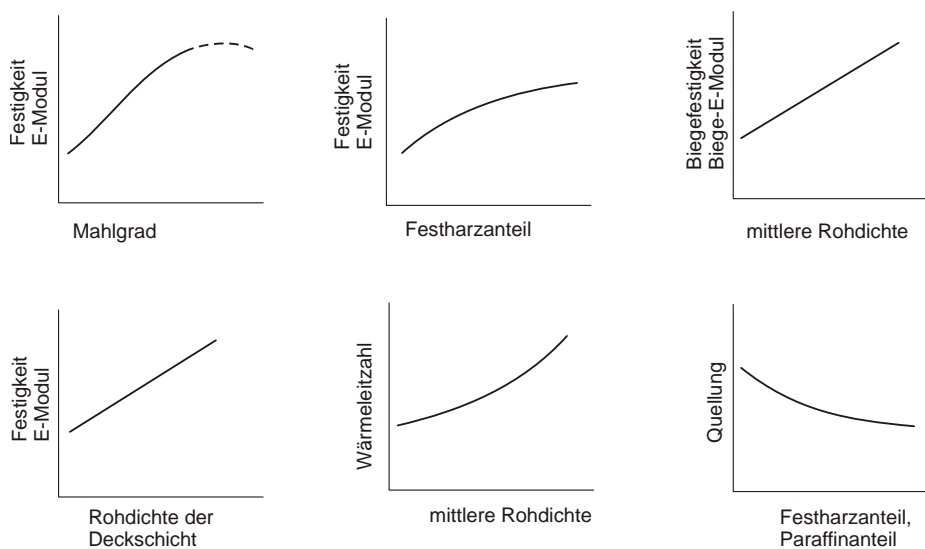 Festigkeit
E-Modul
Mahlgrad
Festigkeit
E-Modul
Festharzanteil
Biegefestigkeit
Biege-E-Modul
mittlere Rohdichte
Festigkeit
E-Modul
Rohdichte der
Deckschicht
Wärmeleitzahl
mittlere Rohdichte
Quellung
Festharzanteil,
Paraffinanteil